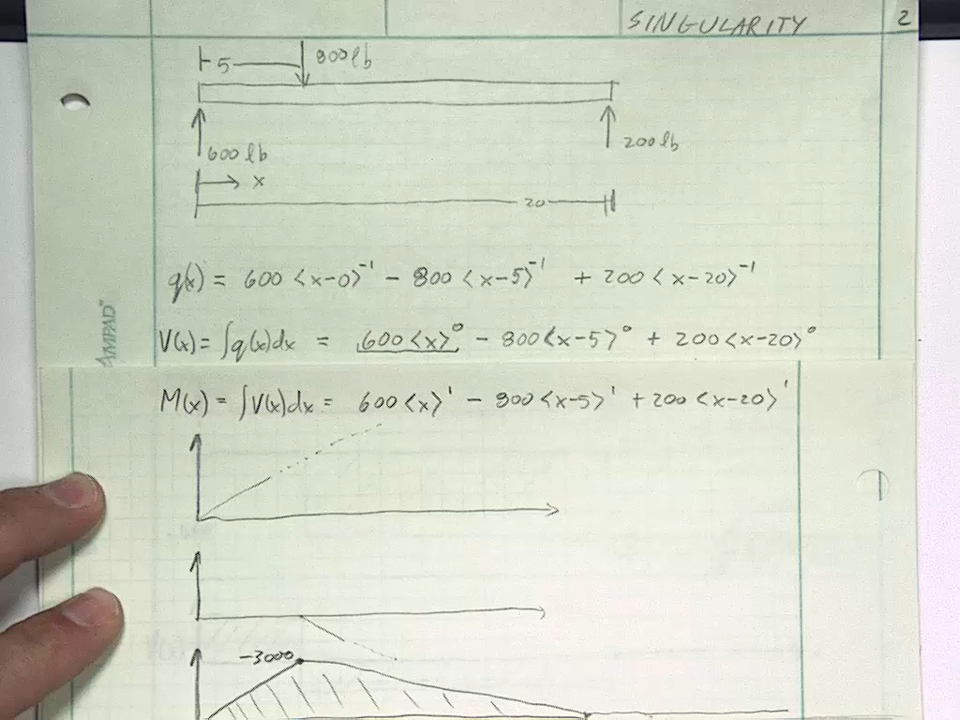 SINGULARITY 2
5 800 lb
600 lb 200 lb
x
20
q(x) = 600 <x-0>⁻¹ - 800 <x-5>⁻¹ + 200 <x-20>⁻¹
V(x) = ∫q(x)dx = 600<x>⁰ - 800<x-5>⁰ + 200<x-20>⁰
AMPAD™
M(x) = ∫V(x)dx = 600<x>¹ - 800<x-5>¹ + 200<x-20>¹
-3000